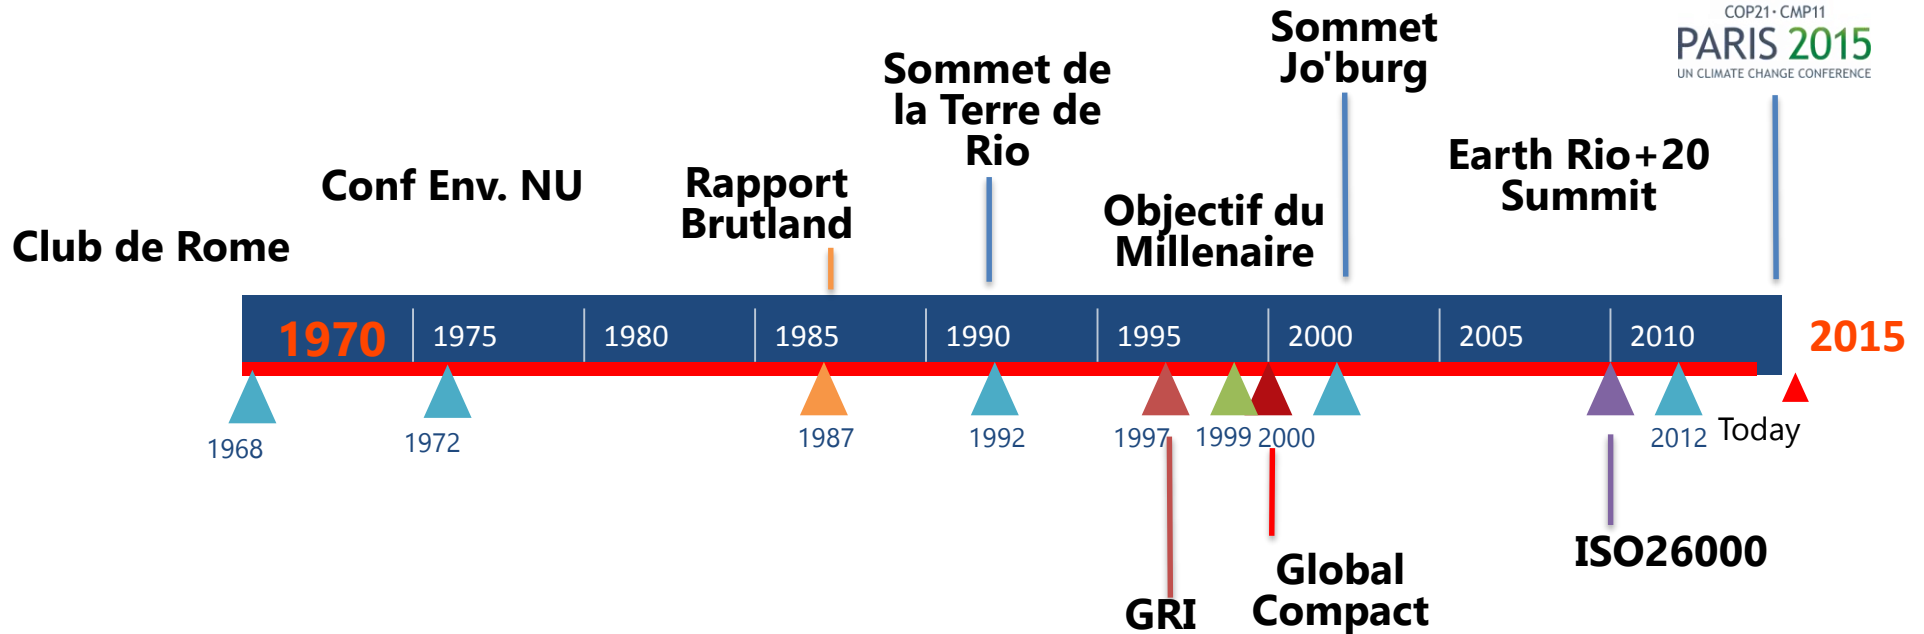 COP21 · CMP11
PARIS 2015
UN CLIMATE CHANGE CONFERENCE
Sommet
Jo'burg
Sommet de
la Terre de
Rio
Earth Rio+20
Summit
Conf Env. NU
Rapport
Brutland
Objectif du
Millenaire
Club de Rome
1970
1975
1980
1985
1990
1995
2000
2005
2010
2015
1968
1972
1987
1992
1997
1999
2000
2012
Today
ISO26000
Global
Compact
GRI